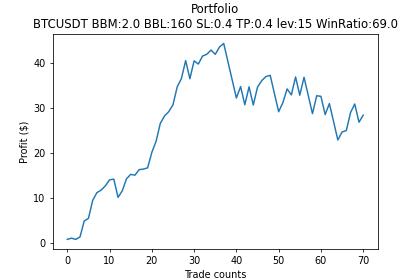 Portfolio
BTCUSDT BBM:2.0 BBL:160 SL:0.4 TP:0.4 lev:15 WinRatio:69.0
40
30
20
10
0
Profit ($)
0 10 20 30 40 50 60 70
Trade counts